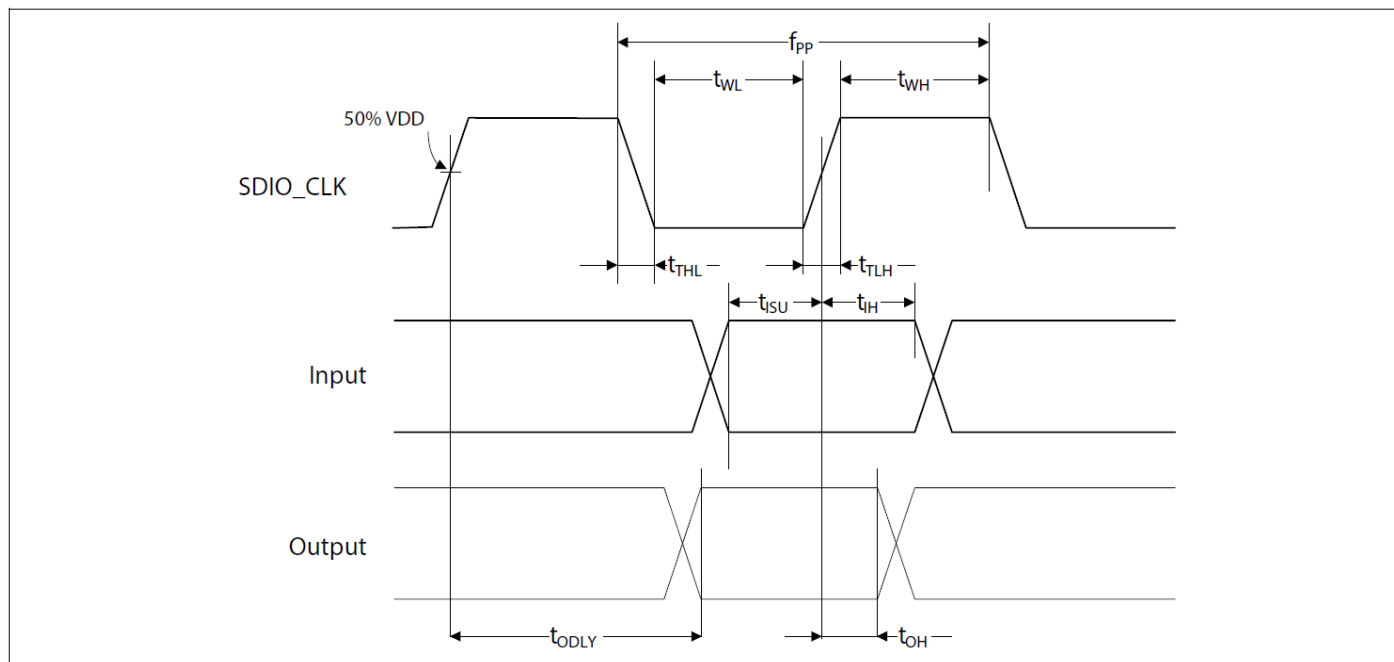 fPP
tWL
tWH
50% VDD
SDIO_CLK
tTHL
tTLH
tISU
tIH
Input
Output
tODLY
tOH